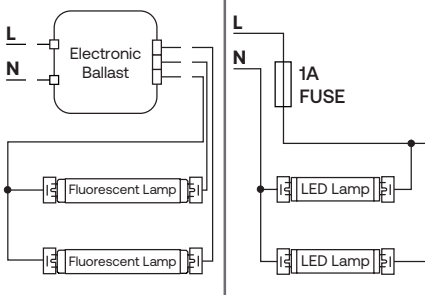 L
N
Electronic
Ballast
Fluorescent Lamp
Fluorescent Lamp
L
N
1A
FUSE
LED Lamp
LED Lamp